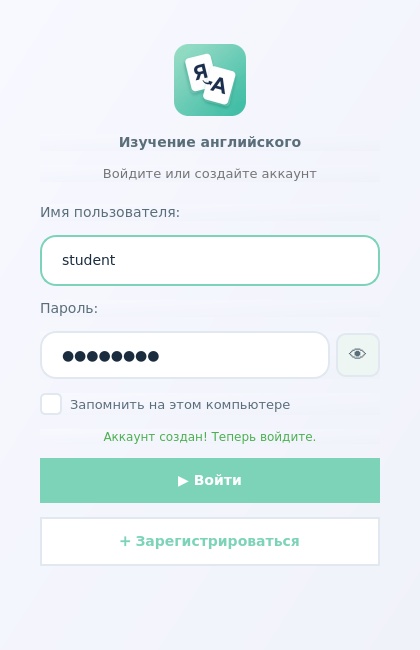 Я A
Изучение английского
Войдите или создайте аккаунт
Имя пользователя:
student
Пароль:
●●●●●●●●
Запомнить на этом компьютере
Аккаунт создан! Теперь войдите.
▶ Войти
+ Зарегистрироваться